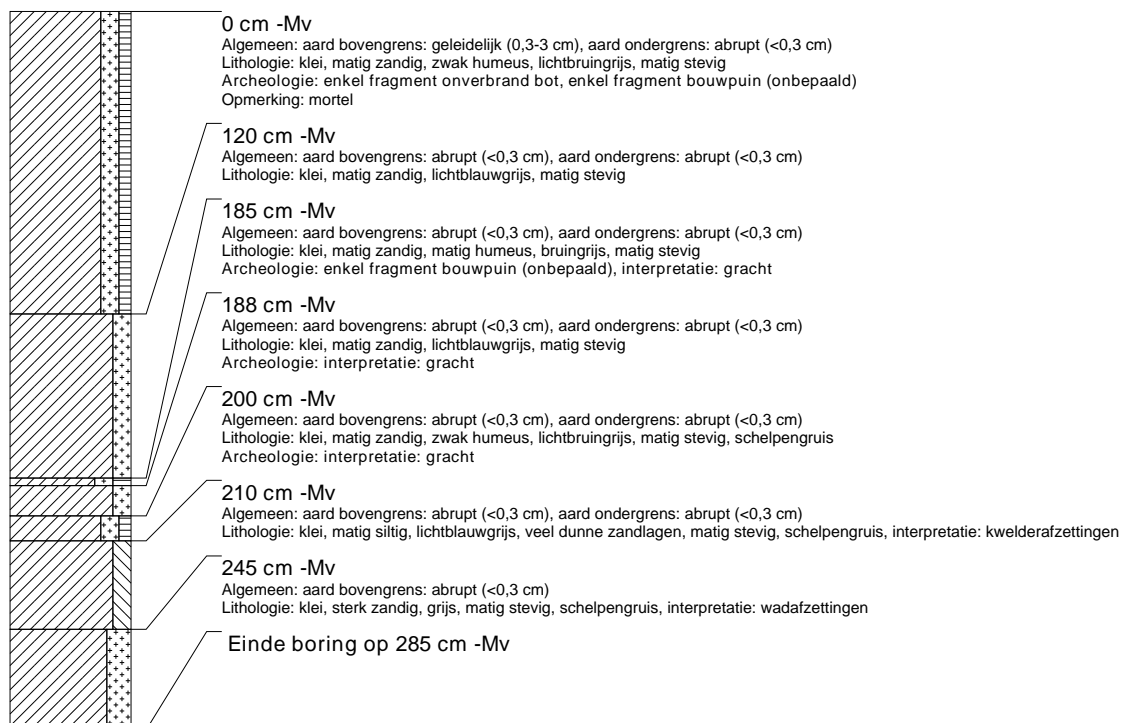 0 cm -Mv
Algemeen: aard bovengrens: geleidelijk (0,3-3 cm), aard ondergrens: abrupt (<0,3 cm)
Lithologie: klei, matig zandig, zwak humeus, lichtbruingrijs, matig stevig
Archeologie: enkel fragment onverbrand bot, enkel fragment bouwpuin (onbepaald)
Opmerking: mortel
120 cm -Mv
Algemeen: aard bovengrens: abrupt (<0,3 cm), aard ondergrens: abrupt (<0,3 cm)
Lithologie: klei, matig zandig, lichtblauwgrijs, matig stevig
185 cm -Mv
Algemeen: aard bovengrens: abrupt (<0,3 cm), aard ondergrens: abrupt (<0,3 cm)
Lithologie: klei, matig zandig, matig humeus, bruingrijs, matig stevig
Archeologie: enkel fragment bouwpuin (onbepaald), interpretatie: gracht
188 cm -Mv
Algemeen: aard bovengrens: abrupt (<0,3 cm), aard ondergrens: abrupt (<0,3 cm)
Lithologie: klei, matig zandig, lichtblauwgrijs, matig stevig
Archeologie: interpretatie: gracht
200 cm -Mv
Algemeen: aard bovengrens: abrupt (<0,3 cm), aard ondergrens: abrupt (<0,3 cm)
Lithologie: klei, matig zandig, zwak humeus, lichtbruingrijs, matig stevig, schelpengruis
Archeologie: interpretatie: gracht
210 cm -Mv
Algemeen: aard bovengrens: abrupt (<0,3 cm), aard ondergrens: abrupt (<0,3 cm)
Lithologie: klei, matig siltig, lichtblauwgrijs, veel dunne zandlagen, matig stevig, schelpengruis, interpretatie: kwelderafzettingen
245 cm -Mv
Algemeen: aard bovengrens: abrupt (<0,3 cm)
Lithologie: klei, sterk zandig, grijs, matig stevig, schelpengruis, interpretatie: wadafzettingen
Einde boring op 285 cm -Mv